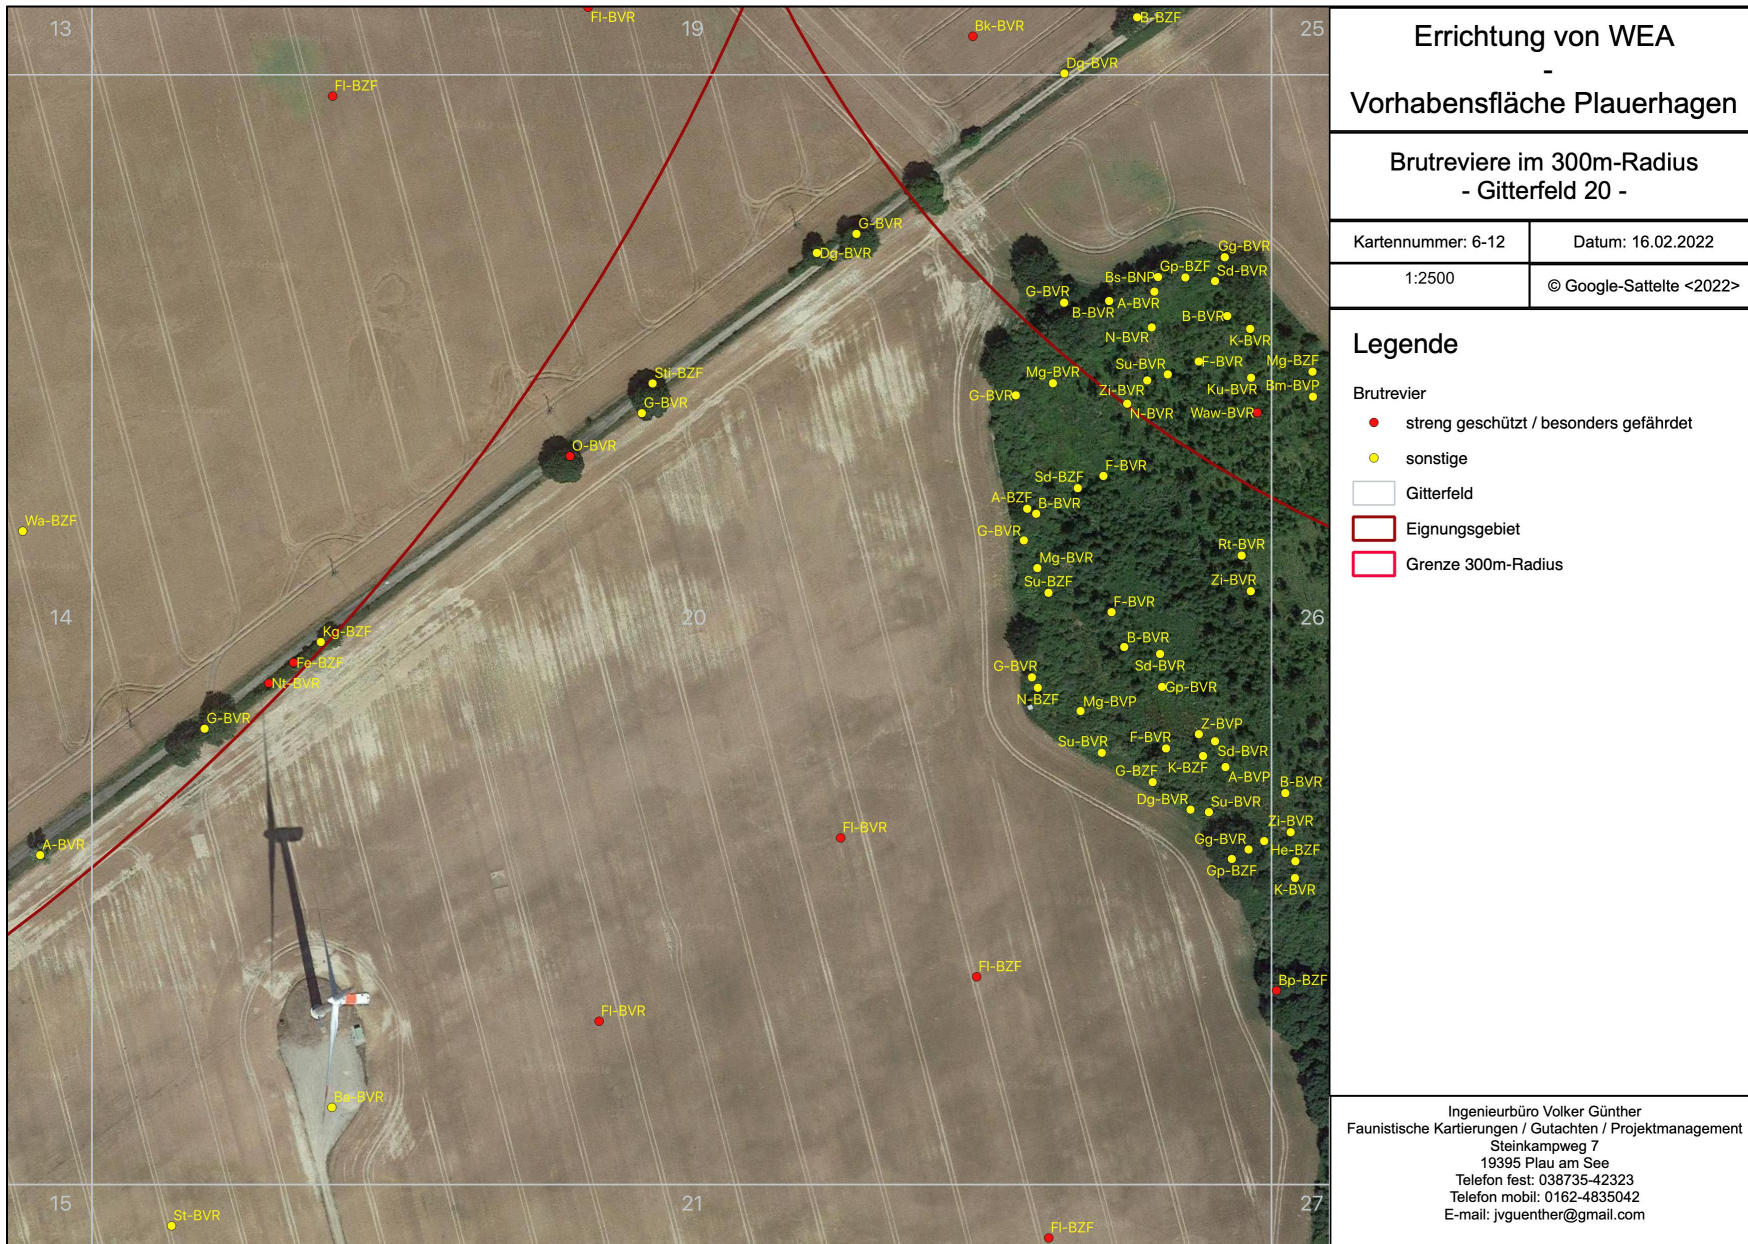 Errichtung von WEA
-
Vorhabensfläche Plauerhagen
Brutreviere im 300m-Radius
- Gitterfeld 20 -
Kartennummer: 6-12
Datum: 16.02.2022
1:2500
© Google-Sattelte <2022>
Legende
Brutrevier
streng geschützt / besonders gefährdet
sonstige
Gitterfeld
Eignungsgebiet
Grenze 300m-Radius
Ingenieurbüro Volker Günther
Faunistische Kartierungen / Gutachten / Projektmanagement
Steinkampweg 7
19395 Plau am See
Telefon fest: 038735-42323
Telefon mobil: 0162-4835042
E-mail: jvguenther@gmail.com
13
Fl-BVR
19
Bk-BVR
B-BZF
25
Dg-BVR
Fl-BZF
G-BVR
Dg-BVR
Gg-BVR
Gp-BZF
Bs-BNP
Sd-BVR
G-BVR
B-BVR
A-BVR
B-BVR
N-BVR
K-BVR
Su-BVR
F-BVR
Mg-BZF
Mg-BVR
Zi-BVR
Ku-BVR
Bm-BVP
G-BVR
N-BVR
Waw-BVR
Sti-BZF
G-BVR
O-BVR
F-BVR
Sd-BZF
A-BZF
B-BVR
Wa-BZF
G-BVR
Rt-BVR
Mg-BVR
Su-BZF
Zi-BVR
14
20
26
F-BVR
Kg-BZF
Fe-BZF
Nt-BVR
B-BVR
Sd-BVR
G-BVR
N-BZF
Gp-BVR
Mg-BVP
G-BVR
Z-BVP
F-BVR
Su-BVR
Sd-BVR
K-BZF
G-BZF
A-BVP
B-BVR
Dg-BVR
Su-BVR
Zi-BVR
Fl-BVR
Gg-BVR
He-BZF
A-BVR
Gp-BZF
K-BVR
Fl-BZF
Bp-BZF
Fl-BVR
Ba-BVR
15
21
27
St-BVR
Fl-BZF